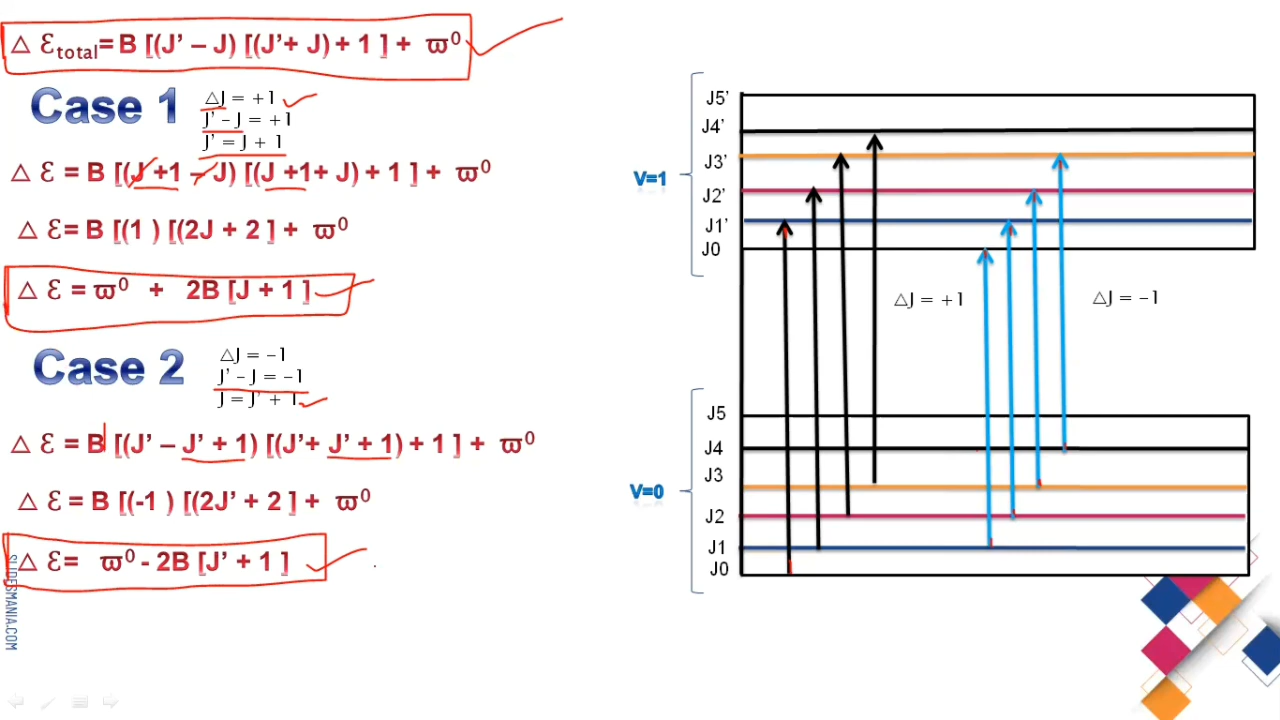 △ Ɛtotal= B [(J’ – J) [(J’+ J) + 1 ] + ϖ⁰
Case 1
△J = +1
J’ - J = +1
J’ = J + 1
△ Ɛ = B [(J +1 – J) [(J +1+ J) + 1 ] + ϖ⁰
△ Ɛ= B [(1 ) [(2J + 2 ] + ϖ⁰
△ Ɛ = ϖ⁰ + 2B [J + 1 ]
Case 2
△J = -1
J’ - J = -1
J = J’ + 1
△ Ɛ = B [(J’ – J’ + 1) [(J’+ J’ + 1) + 1 ] + ϖ⁰
△ Ɛ = B [(-1 ) [(2J’ + 2 ] + ϖ⁰
△ Ɛ= ϖ⁰ - 2B [J’ + 1 ]
SLIDESMANIA.COM
V=1
J5’
J4’
J3’
J2’
J1’
J0
△J = +1
△J = -1
V=0
J5
J4
J3
J2
J1
J0